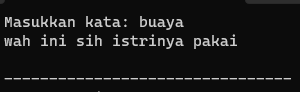 Masukkan kata: buaya
wah ini sih istrinya pakai
--------------------------------